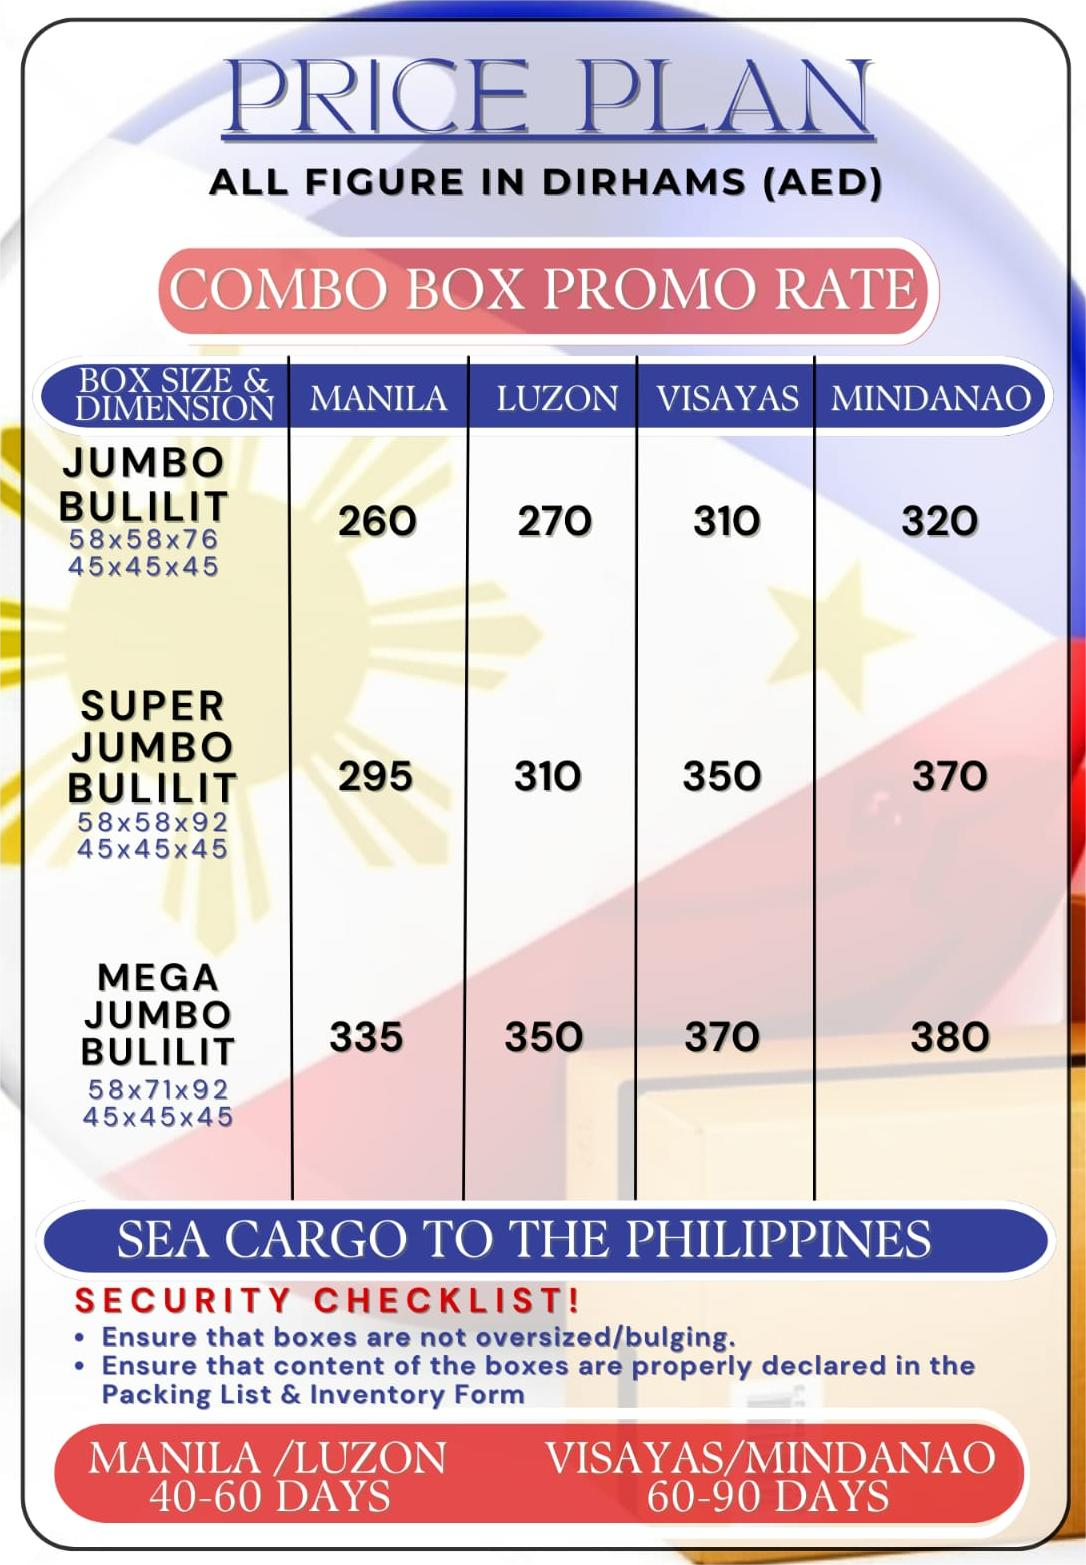 PRICE PLAN
ALL FIGURE IN DIRHAMS (AED)
COMBO BOX PROMO RATE
BOX SIZE &
DIMENSION
MANILA
LUZON
VISAYAS
MINDANAO
JUMBO
BULILIT
58x58x76
45x45x45
260
270
310
320
SUPER
JUMBO
BULILIT
58x58x92
45x45x45
295
310
350
370
MEGA
JUMBO
BULILIT
58x71x92
45x45x45
335
350
370
380
SEA CARGO TO THE PHILIPPINES
SECURITY CHECKLIST!
• Ensure that boxes are not oversized/bulging.
• Ensure that content of the boxes are properly declared in the
Packing List & Inventory Form
MANILA /LUZON
40-60 DAYS
VISAYAS/MINDANAO
60-90 DAYS